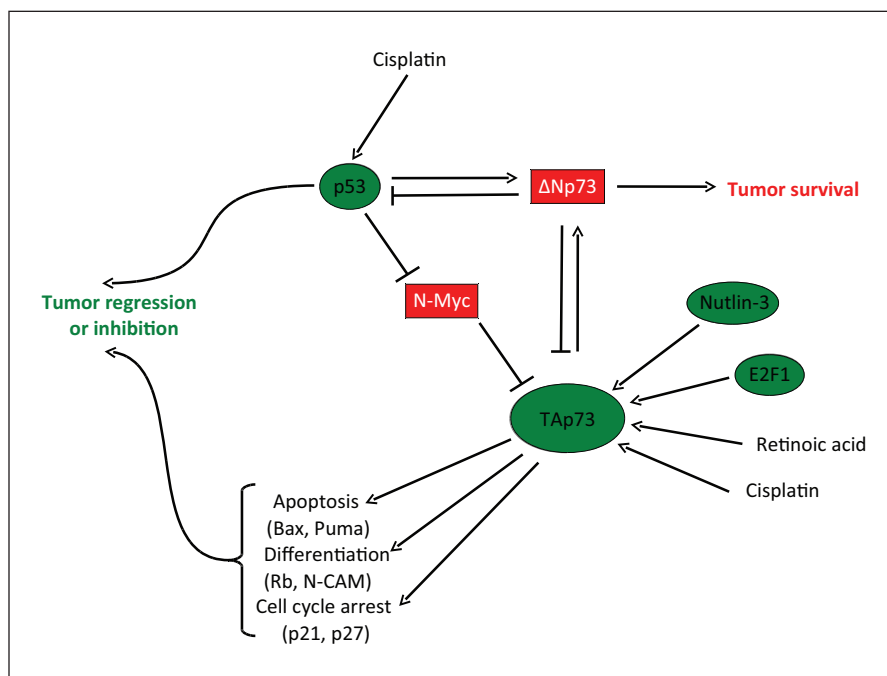 Cisplatin
p53
ΔNp73
Tumor survival
Tumor regression
or inhibition
N-Myc
Nutlin-3
E2F1
TAp73
Retinoic acid
Cisplatin
Apoptosis
(Bax, Puma)
Differentiation
(Rb, N-CAM)
Cell cycle arrest
(p21, p27)